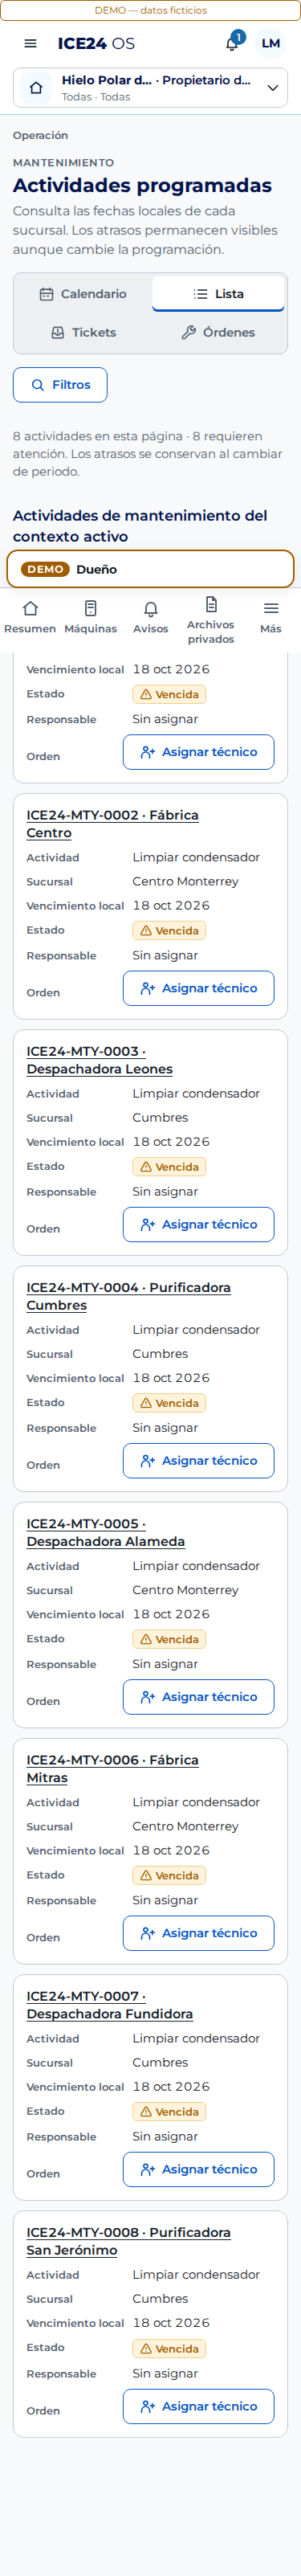 DEMO — datos ficticios
ICE24 OS
1
LM
Hielo Polar d... · Propietario d...
Todas · Todas
Operación
MANTENIMIENTO
Actividades programadas
Consulta las fechas locales de cada
sucursal. Los atrasos permanecen visibles
aunque cambie la programación.
Calendario
Lista
Tickets
Órdenes
Filtros
8 actividades en esta página · 8 requieren
atención. Los atrasos se conservan al cambiar
de periodo.
Actividades de mantenimiento del
contexto activo
DEMO Dueño
Resumen
Máquinas
Avisos
Archivos
privados
Más
Vencimiento local 18 oct 2026
Estado Vencida
Responsable Sin asignar
Orden Asignar técnico
ICE24-MTY-0002 · Fábrica
Centro
Actividad Limpiar condensador
Sucursal Centro Monterrey
Vencimiento local 18 oct 2026
Estado Vencida
Responsable Sin asignar
Orden Asignar técnico
ICE24-MTY-0003 ·
Despachadora Leones
Actividad Limpiar condensador
Sucursal Cumbres
Vencimiento local 18 oct 2026
Estado Vencida
Responsable Sin asignar
Orden Asignar técnico
ICE24-MTY-0004 · Purificadora
Cumbres
Actividad Limpiar condensador
Sucursal Cumbres
Vencimiento local 18 oct 2026
Estado Vencida
Responsable Sin asignar
Orden Asignar técnico
ICE24-MTY-0005 ·
Despachadora Alameda
Actividad Limpiar condensador
Sucursal Centro Monterrey
Vencimiento local 18 oct 2026
Estado Vencida
Responsable Sin asignar
Orden Asignar técnico
ICE24-MTY-0006 · Fábrica
Mitras
Actividad Limpiar condensador
Sucursal Centro Monterrey
Vencimiento local 18 oct 2026
Estado Vencida
Responsable Sin asignar
Orden Asignar técnico
ICE24-MTY-0007 ·
Despachadora Fundidora
Actividad Limpiar condensador
Sucursal Cumbres
Vencimiento local 18 oct 2026
Estado Vencida
Responsable Sin asignar
Orden Asignar técnico
ICE24-MTY-0008 · Purificadora
San Jerónimo
Actividad Limpiar condensador
Sucursal Cumbres
Vencimiento local 18 oct 2026
Estado Vencida
Responsable Sin asignar
Orden Asignar técnico